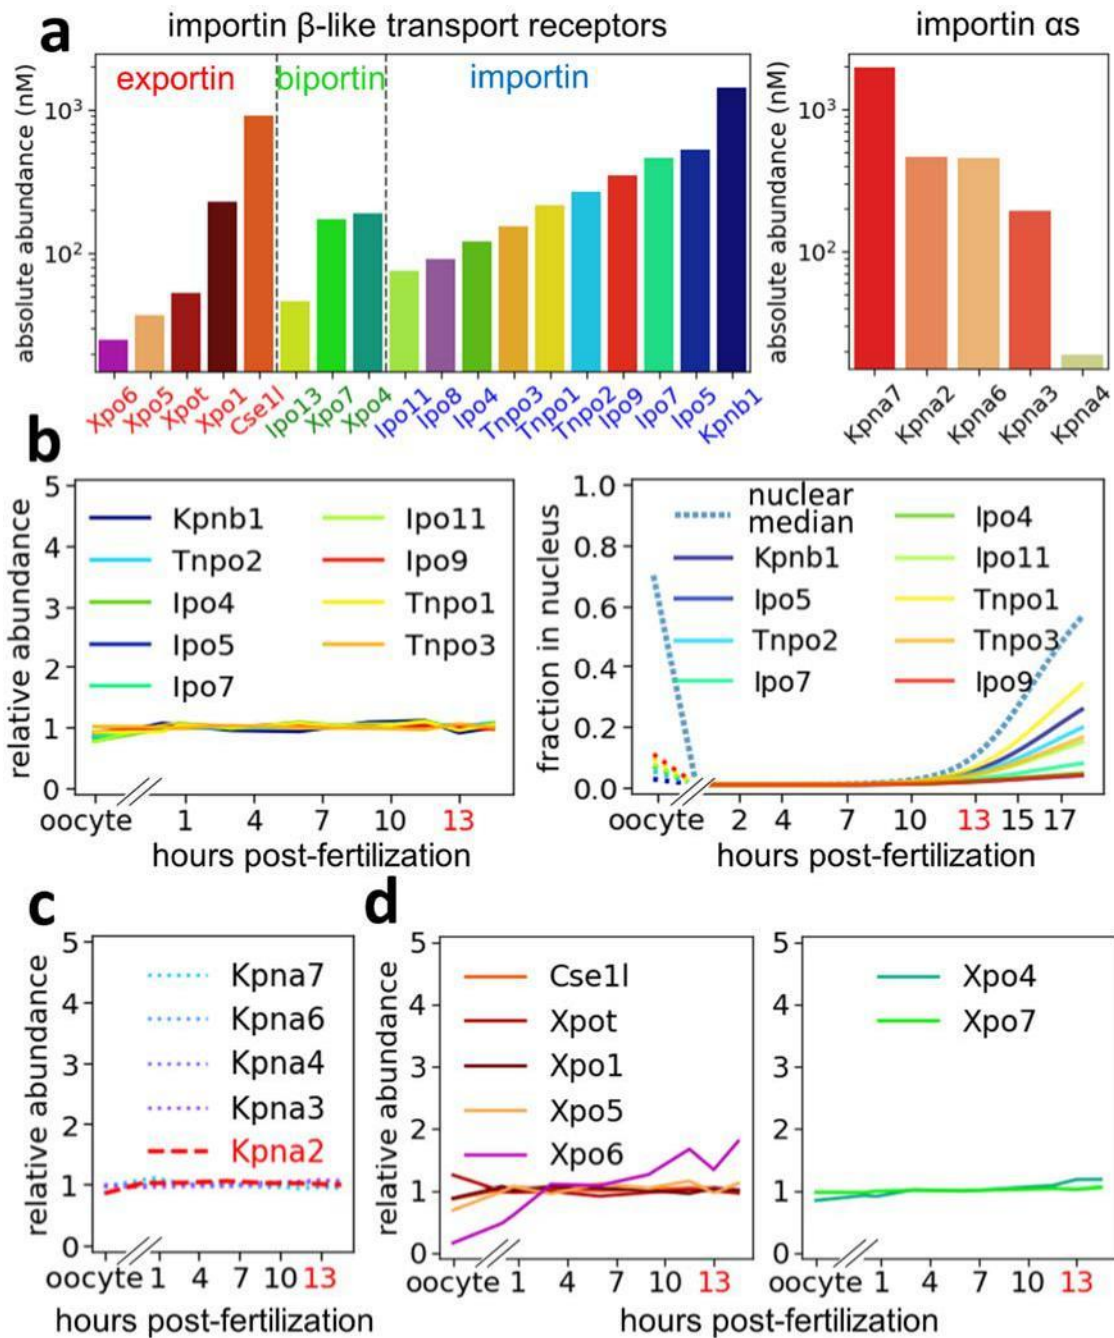 a
importin β-like transport receptors
importin αs
exportin
biportin
importin
absolute abundance (nM)
10³
10²
Xpo6
Xpo5
Xpot
Xpo1
Cse1l
Ipo13
Xpo7
Xpo4
Ipo11
Ipo8
Ipo4
Tnpo3
Tnpo1
Tnpo2
Ipo9
Ipo7
Ipo5
Kpnb1
absolute abundance (nM)
10³
10²
Kpna7
Kpna2
Kpna6
Kpna3
Kpna4
b
relative abundance
5
4
3
2
1
0
Kpnb1
Tnpo2
Ipo4
Ipo5
Ipo7
Ipo11
Ipo9
Tnpo1
Tnpo3
oocyte 1 4 7 10 13
hours post-fertilization
fraction in nucleus
1.0
0.8
0.6
0.4
0.2
0.0
nuclear
median
Kpnb1
Ipo5
Tnpo2
Ipo7
Ipo4
Ipo11
Tnpo1
Tnpo3
Ipo9
oocyte 2 4 7 10 13 15 17
hours post-fertilization
c
relative abundance
5
4
3
2
1
0
Kpna7
Kpna6
Kpna4
Kpna3
Kpna2
oocyte 1 4 7 10 13
hours post-fertilization
d
relative abundance
5
4
3
2
1
0
Cse1l
Xpot
Xpo1
Xpo5
Xpo6
oocyte 1 4 7 10 13
hours post-fertilization
5
4
3
2
1
0
Xpo4
Xpo7
oocyte 1 4 7 10 13
hours post-fertilization